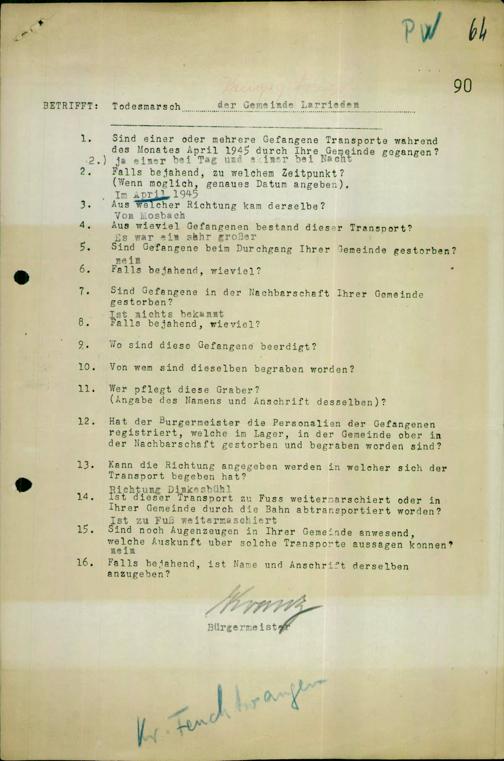 PW 64
90
BETRIFFT: Todesmarsch der Gemeinde Larrieden
1. Sind einer oder mehrere Gefangene Transporte wahrend
des Monates April 1945 durch Ihre Gemeinde gegangen?
2.) ja einer bei Tag und einer bei Nacht
2. Falls bejahend, zu welchem Zeitpunkt?
(Wenn moglich, genaues Datum angeben).
Im April 1945
3. Aus welcher Richtung kam derselbe?
Von Mosbach
4. Aus wieviel Gefangenen bestand dieser Transport?
Es war ein sehr großer
5. Sind Gefangene beim Durchgang Ihrer Gemeinde gestorben?
nein
6. Falls bejahend, wieviel?
7. Sind Gefangene in der Nachbarschaft Ihrer Gemeinde
gestorben?
Ist nichts bekannt
8. Falls bejahend, wieviel?
9. Wo sind diese Gefangene beerdigt?
10. Von wem sind dieselben begraben worden?
11. Wer pflegt diese Graber?
(Angabe des Namens und Anschrift desselben)?
12. Hat der Burgermeister die Personalien der Gefangenen
registriert, welche im Lager, in der Gemeinde ober in
der Nachbarschaft gestorben und begraben worden sind?
13. Kann die Richtung angegeben werden in welcher sich der
Transport begeben hat?
Richtung Dinkesbühl
14. Ist dieser Transport zu Fuss weitermarschiert oder in
Ihrer Gemeinde durch die Bahn abtransportiert worden?
Ist zu Fuß weitermaschiert
15. Sind noch Augenzeugen in Ihrer Gemeinde anwesend,
welche Auskunft uber solche Transporte aussagen konnen?
nein
16. Falls bejahend, ist Name und Anschrift derselben
anzugeben?
Bürgermeister
Kr. Feuchtwangen